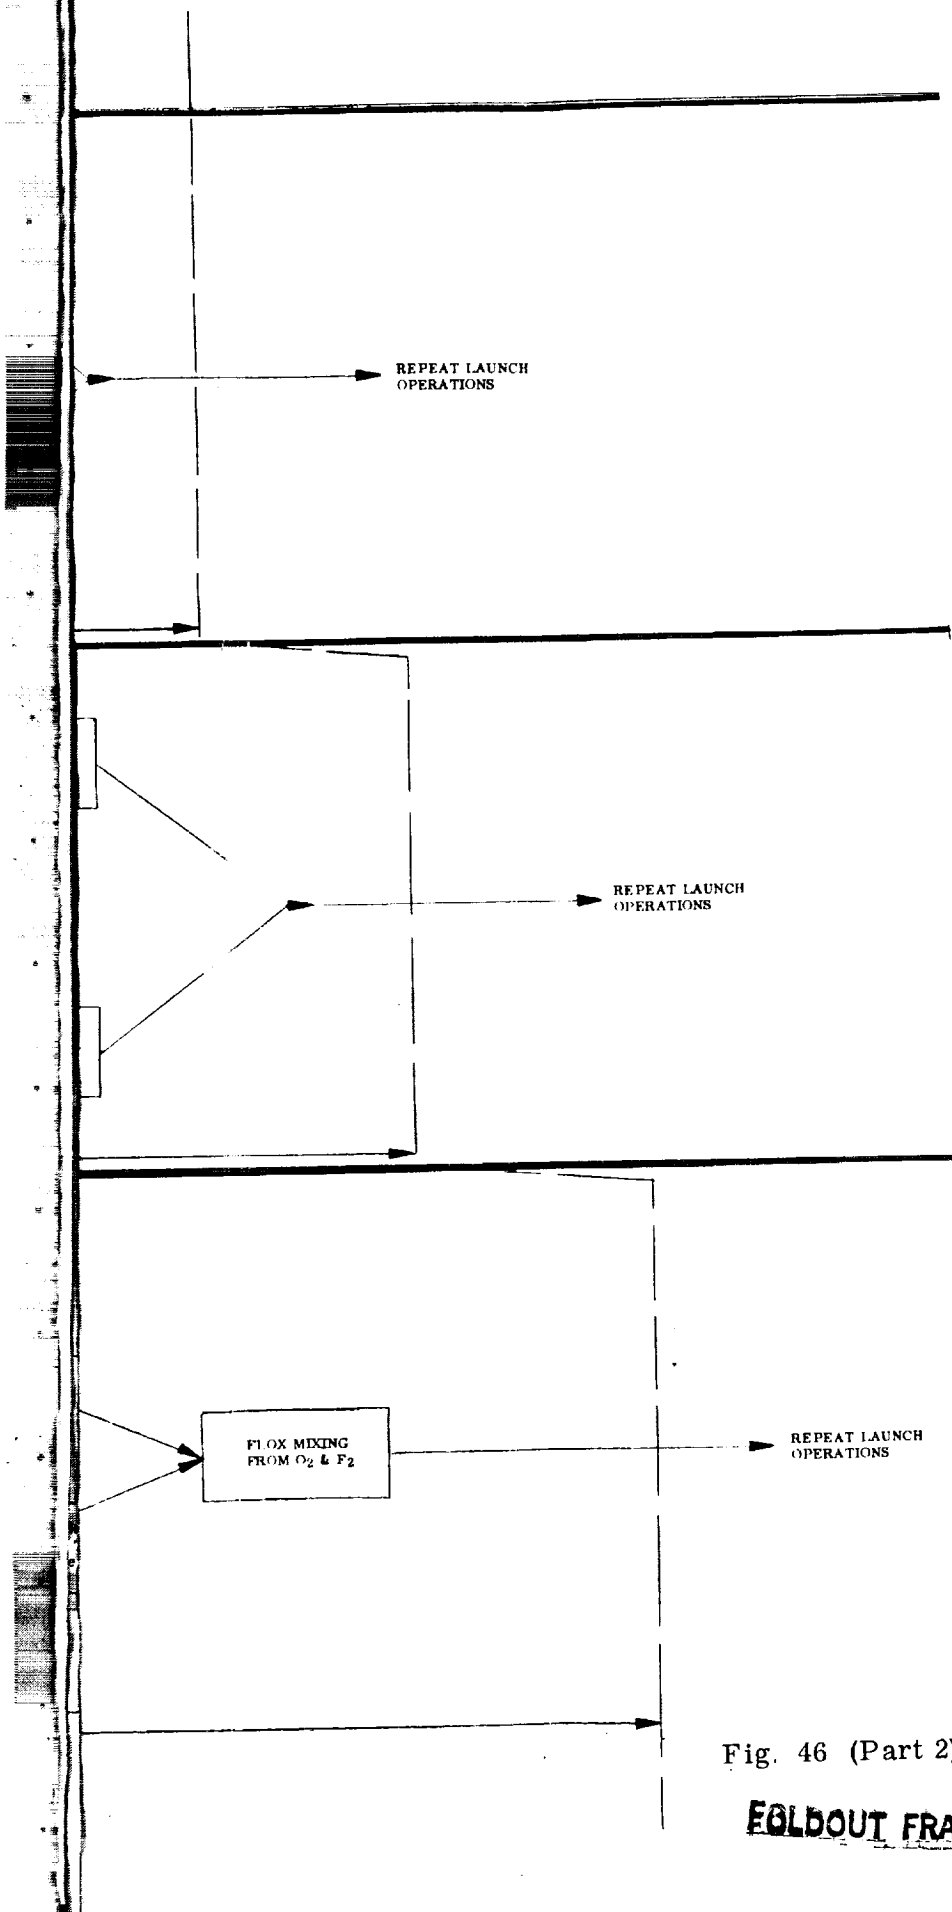 REPEAT LAUNCH
OPERATIONS
REPEAT LAUNCH
OPERATIONS
FLOX MIXING
FROM O₂ & F₂
REPEAT LAUNCH
OPERATIONS
Fig. 46 (Part 2)
FOLDOUT FRA